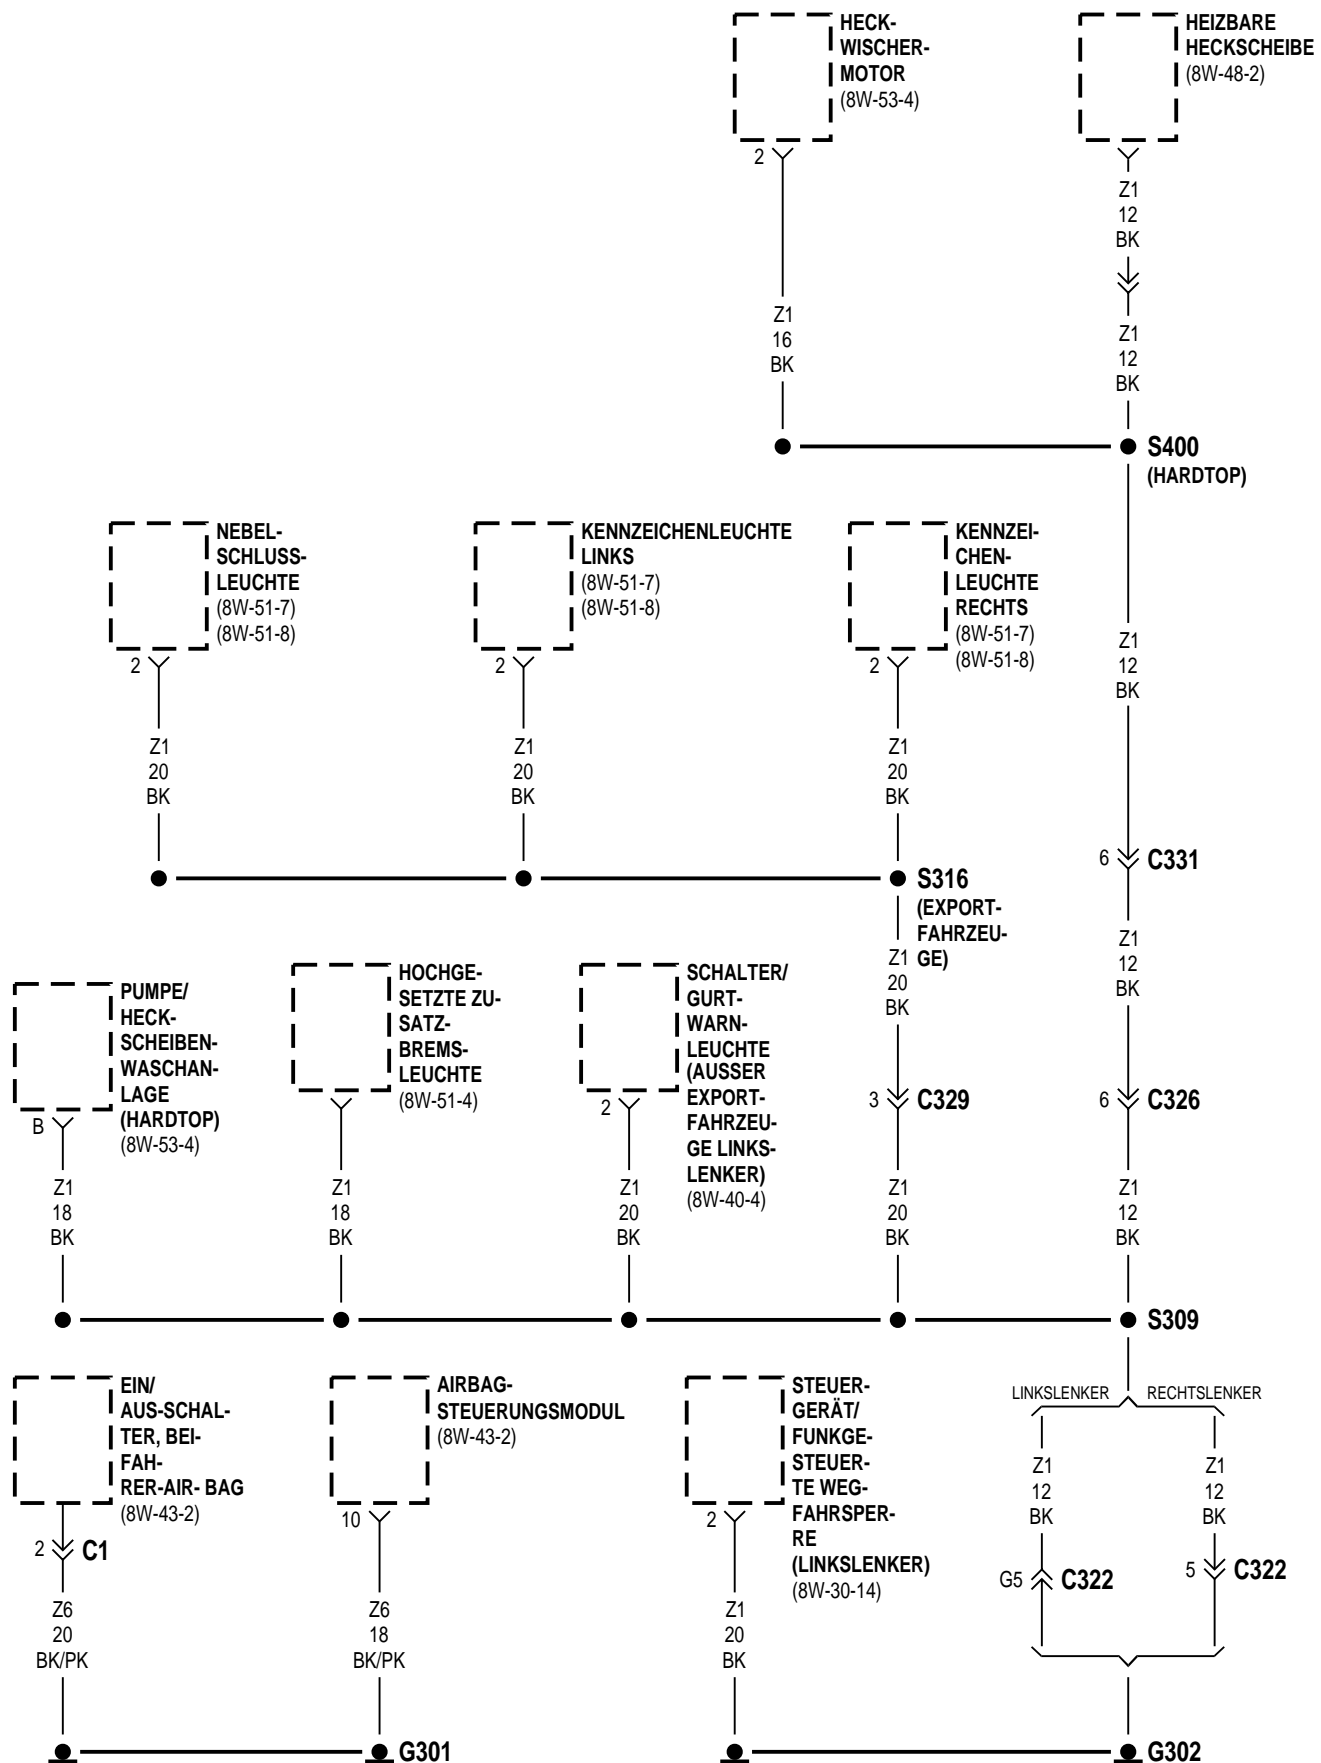 HECK-
WISCHER-
MOTOR
(8W-53-4)
2
Z1
16
BK
HEIZBARE
HECKSCHEIBE
(8W-48-2)
Z1
12
BK
Z1
12
BK
S400
(HARDTOP)
NEBEL-
SCHLUSS-
LEUCHTE
(8W-51-7)
(8W-51-8)
2
Z1
20
BK
KENNZEICHENLEUCHTE
LINKS
(8W-51-7)
(8W-51-8)
2
Z1
20
BK
KENNZEI-
CHEN-
LEUCHTE
RECHTS
(8W-51-7)
(8W-51-8)
2
Z1
20
BK
Z1
12
BK
6
C331
S316
(EXPORT-
FAHRZEU-
GE)
Z1
20
BK
Z1
12
BK
PUMPE/
HECK-
SCHEIBEN-
WASCHAN-
LAGE
(HARDTOP)
(8W-53-4)
B
Z1
18
BK
HOCHGE-
SETZTE ZU-
SATZ-
BREMS-
LEUCHTE
(8W-51-4)
Z1
18
BK
SCHALTER/
GURT-
WARN-
LEUCHTE
(AUSSER
EXPORT-
FAHRZEU-
GE LINKS-
LENKER)
(8W-40-4)
2
Z1
20
BK
3
C329
Z1
20
BK
6
C326
Z1
12
BK
S309
EIN/
AUS-SCHAL-
TER, BEI-
FAH-
RER-AIR- BAG
(8W-43-2)
2
C1
Z6
20
BK/PK
AIRBAG-
STEUERUNGSMODUL
(8W-43-2)
10
Z6
18
BK/PK
G301
STEUER-
GERÄT/
FUNKGE-
STEUER-
TE WEG-
FAHRSPER-
RE
(LINKSLENKER)
(8W-30-14)
2
Z1
20
BK
LINKSLENKER
RECHTSLENKER
Z1
12
BK
G5
C322
Z1
12
BK
5
C322
G302